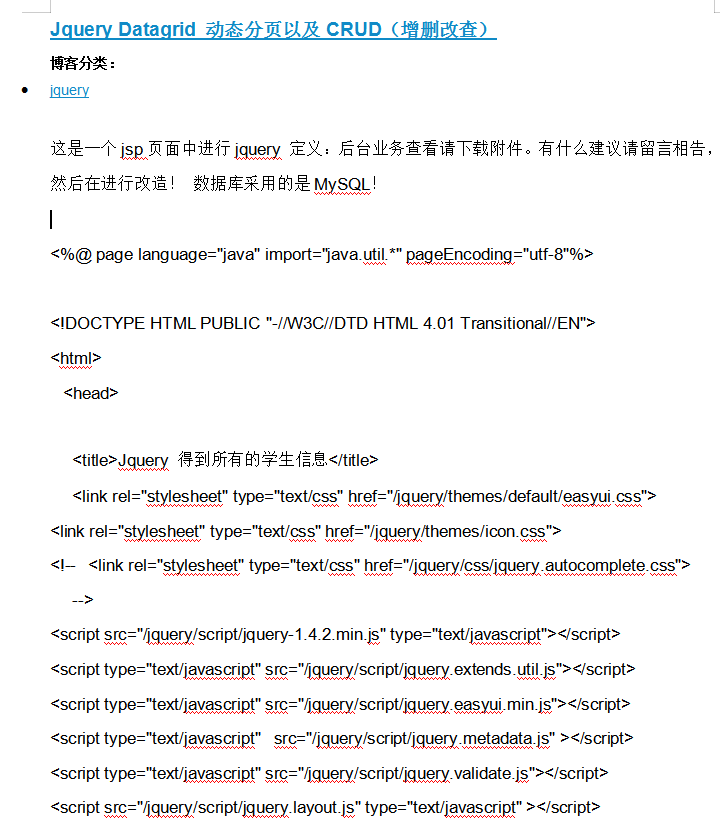 Jquery Datagrid 动态分页以及 CRUD（增删改查）
博客分类：
• jquery
这是一个 jsp 页面中进行 jquery 定义：后台业务查看请下载附件。有什么建议请留言相告，
然后在进行改造！ 数据库采用的是 MySQL！
<%@ page language="java" import="java.util.*" pageEncoding="utf-8"%>
<!DOCTYPE HTML PUBLIC "-//W3C//DTD HTML 4.01 Transitional//EN">
<html>
<head>
<title>Jquery 得到所有的学生信息</title>
<link rel="stylesheet" type="text/css" href="/jquery/themes/default/easyui.css">
<link rel="stylesheet" type="text/css" href="/jquery/themes/icon.css">
<!-- <link rel="stylesheet" type="text/css" href="/jquery/css/jquery.autocomplete.css">
-->
<script src="/jquery/script/jquery-1.4.2.min.js" type="text/javascript"></script>
<script type="text/javascript" src="/jquery/script/jquery.extends.util.js"></script>
<script type="text/javascript" src="/jquery/script/jquery.easyui.min.js"></script>
<script type="text/javascript" src="/jquery/script/jquery.metadata.js" ></script>
<script type="text/javascript" src="/jquery/script/jquery.validate.js"></script>
<script src="/jquery/script/jquery.layout.js" type="text/javascript" ></script>